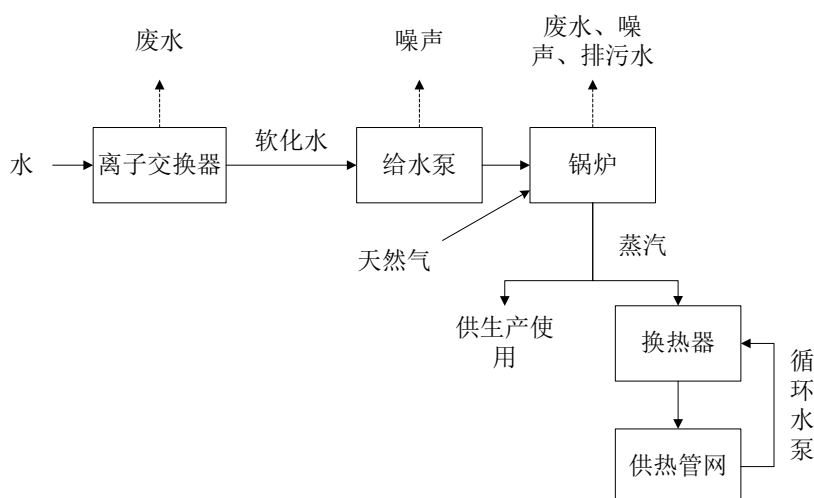 废水
噪声
废水、噪
声、排污水
水
离子交换器
软化水
给水泵
锅炉
天然气
蒸汽
供生产使
用
换热器
循
环
水
泵
供热管网